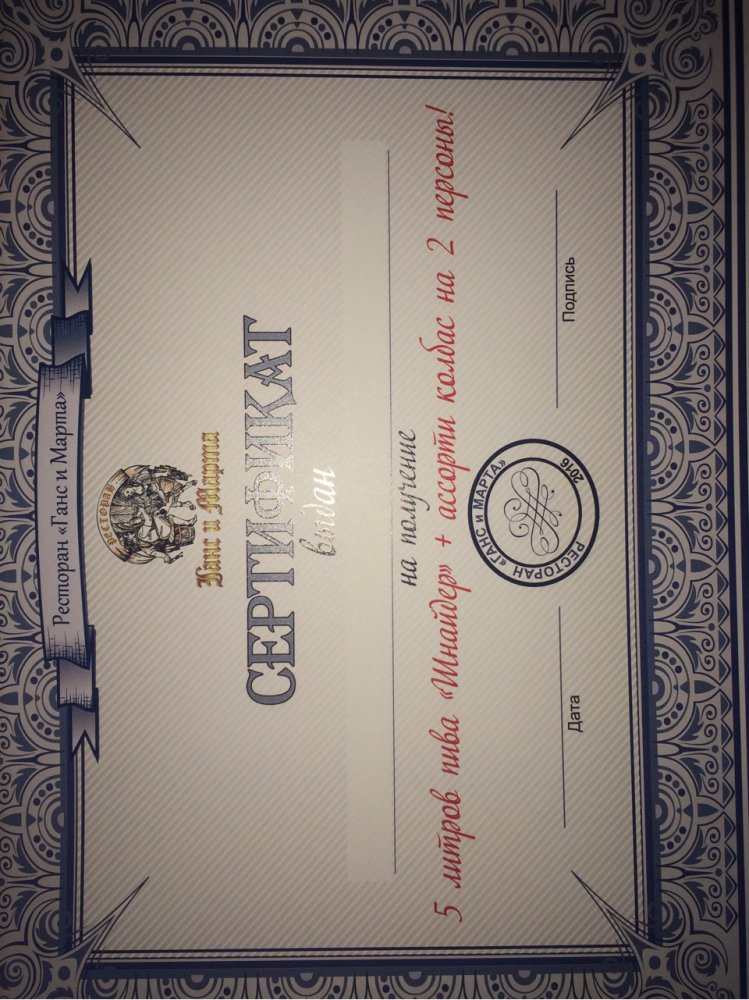 Ресторан «Ганс и Марта»
РЕСТОРАН
Ганс и Марта
СЕРТИФИКАТ
выдан
на получение
5 литров пива «Шнайдер» + ассорти колбас на 2 персоны!
РЕСТОРАН «ГАНС и МАРТА»
2016
Дата
Подпись